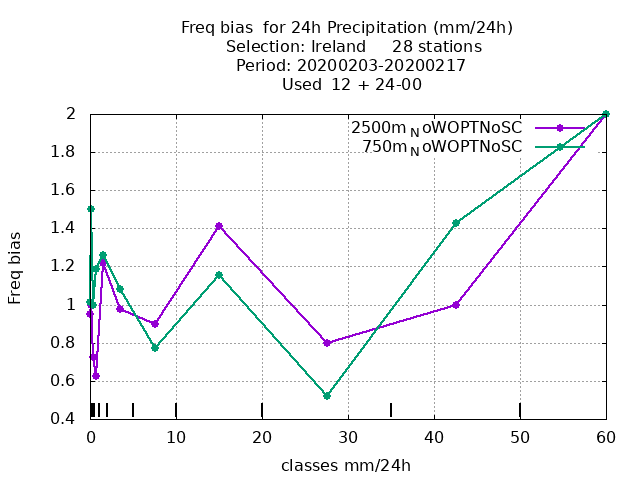 Freq bias  for 24h Precipitation (mm/24h)
Selection: Ireland     28 stations
Period: 20200203-20200217
Used  12 + 24-00
2500m_NoWOPTNoSC
750m_NoWOPTNoSC
2
1.8
1.6
1.4
1.2
1
0.8
0.6
0.4
Freq bias
0 10 20 30 40 50 60
classes mm/24h